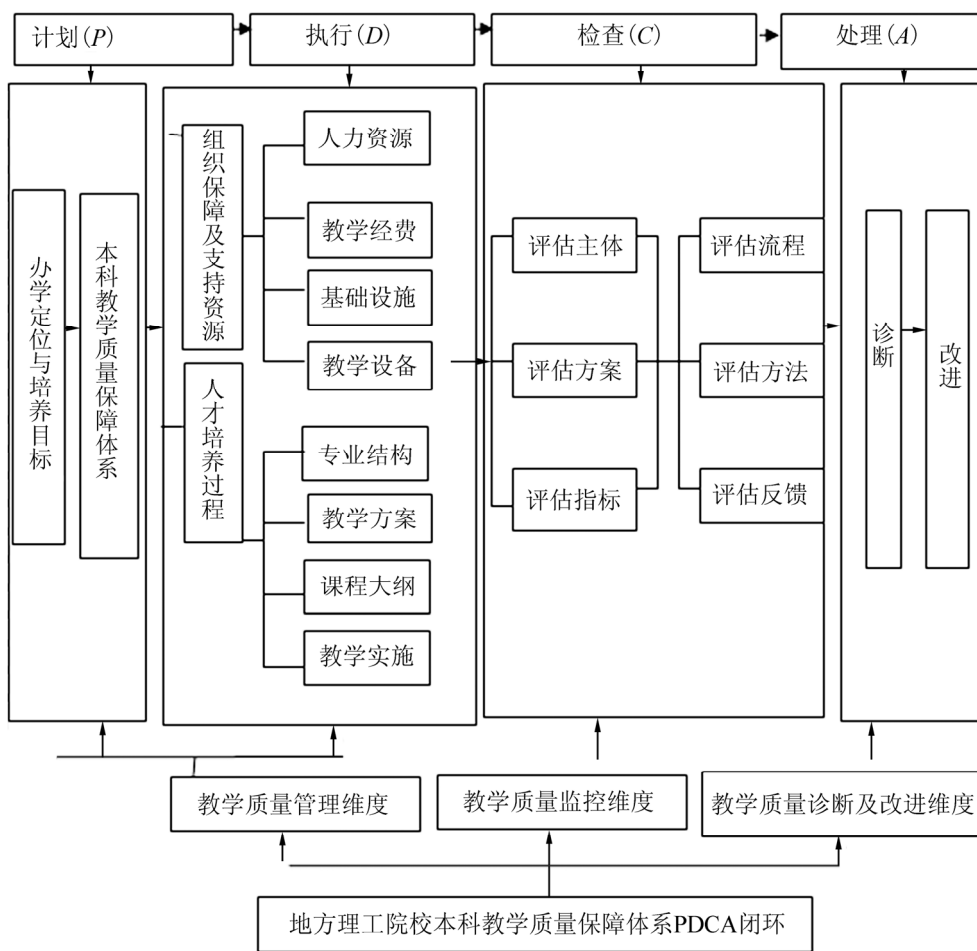 计划(P)
执行(D)
检查(C)
处理(A)
办学定位与培养目标
本科教学质量保障体系
组织保障及支持资源
人力资源
教学经费
基础设施
教学设备
人才培养过程
专业结构
教学方案
课程大纲
教学实施
评估主体
评估方案
评估指标
评估流程
评估方法
评估反馈
诊断
改进
教学质量管理维度
教学质量监控维度
教学质量诊断及改进维度
地方理工院校本科教学质量保障体系PDCA闭环